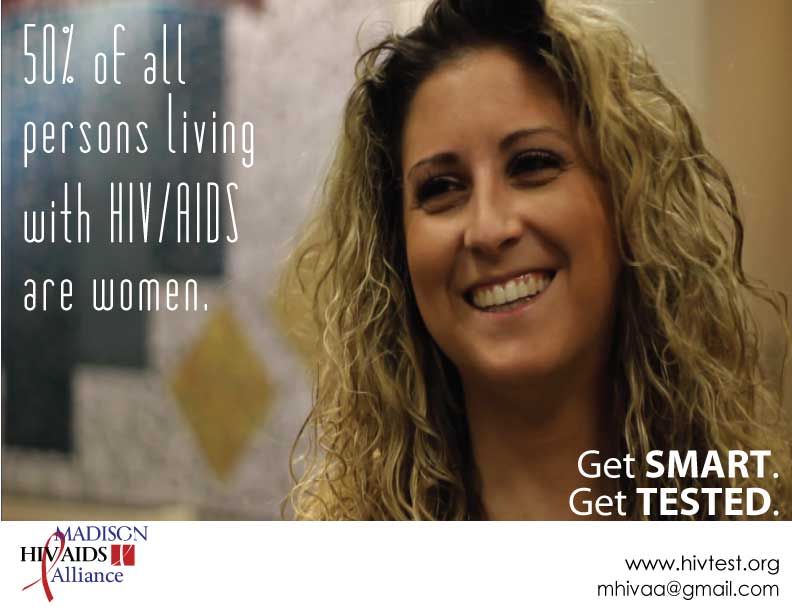 50% of all
persons living
with HIV/AIDS
are women.
Get SMART.
Get TESTED.
MADISON
HIV/AIDS
Alliance
www.hivtest.org
mhivaa@gmail.com